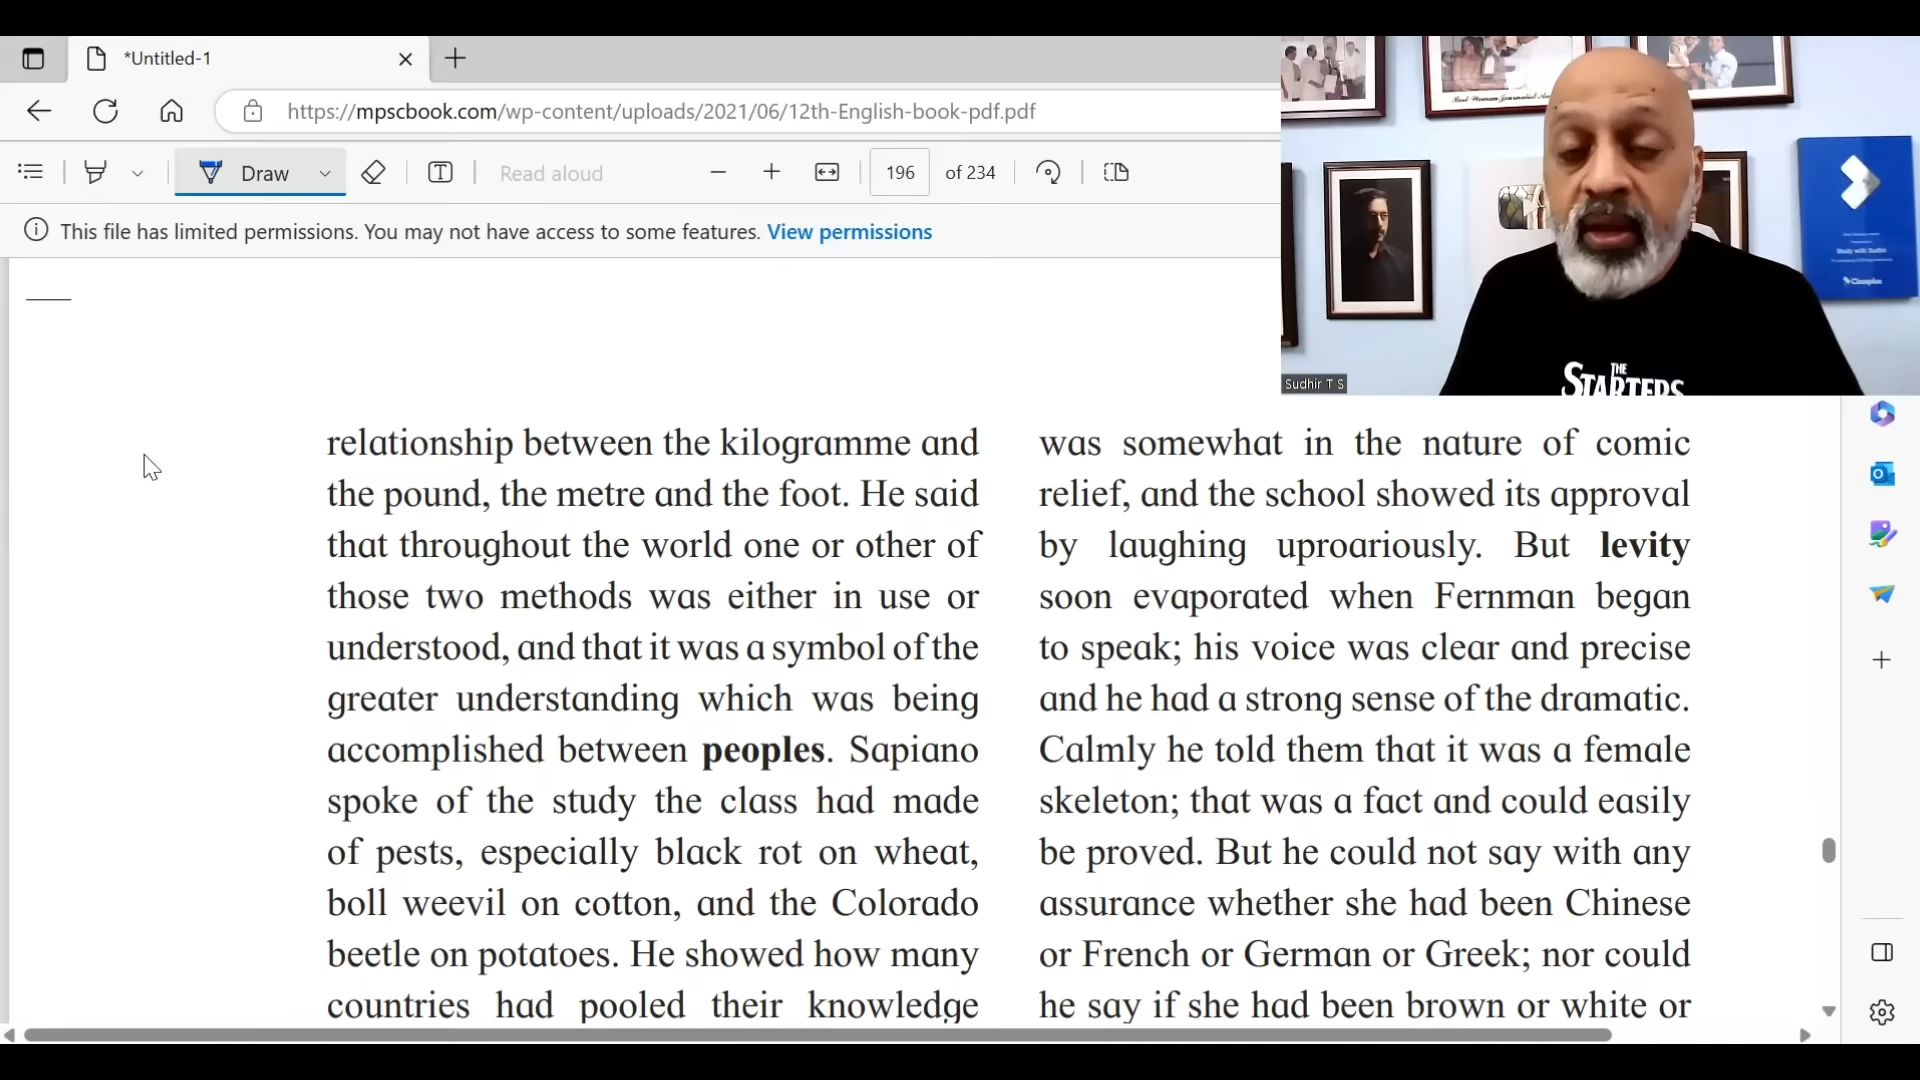 *Untitled-1
https://mpscbook.com/wp-content/uploads/2021/06/12th-English-book-pdf.pdf
Draw
Read aloud
196 of 234
This file has limited permissions. You may not have access to some features. View permissions
Sudhir T S
THE
STARTERS
Study with Sudhir
Classplus
relationship between the kilogramme and
the pound, the metre and the foot. He said
that throughout the world one or other of
those two methods was either in use or
understood, and that it was a symbol of the
greater understanding which was being
accomplished between peoples. Sapiano
spoke of the study the class had made
of pests, especially black rot on wheat,
boll weevil on cotton, and the Colorado
beetle on potatoes. He showed how many
countries had pooled their knowledge
was somewhat in the nature of comic
relief, and the school showed its approval
by laughing uproariously. But levity
soon evaporated when Fernman began
to speak; his voice was clear and precise
and he had a strong sense of the dramatic.
Calmly he told them that it was a female
skeleton; that was a fact and could easily
be proved. But he could not say with any
assurance whether she had been Chinese
or French or German or Greek; nor could
he say if she had been brown or white or